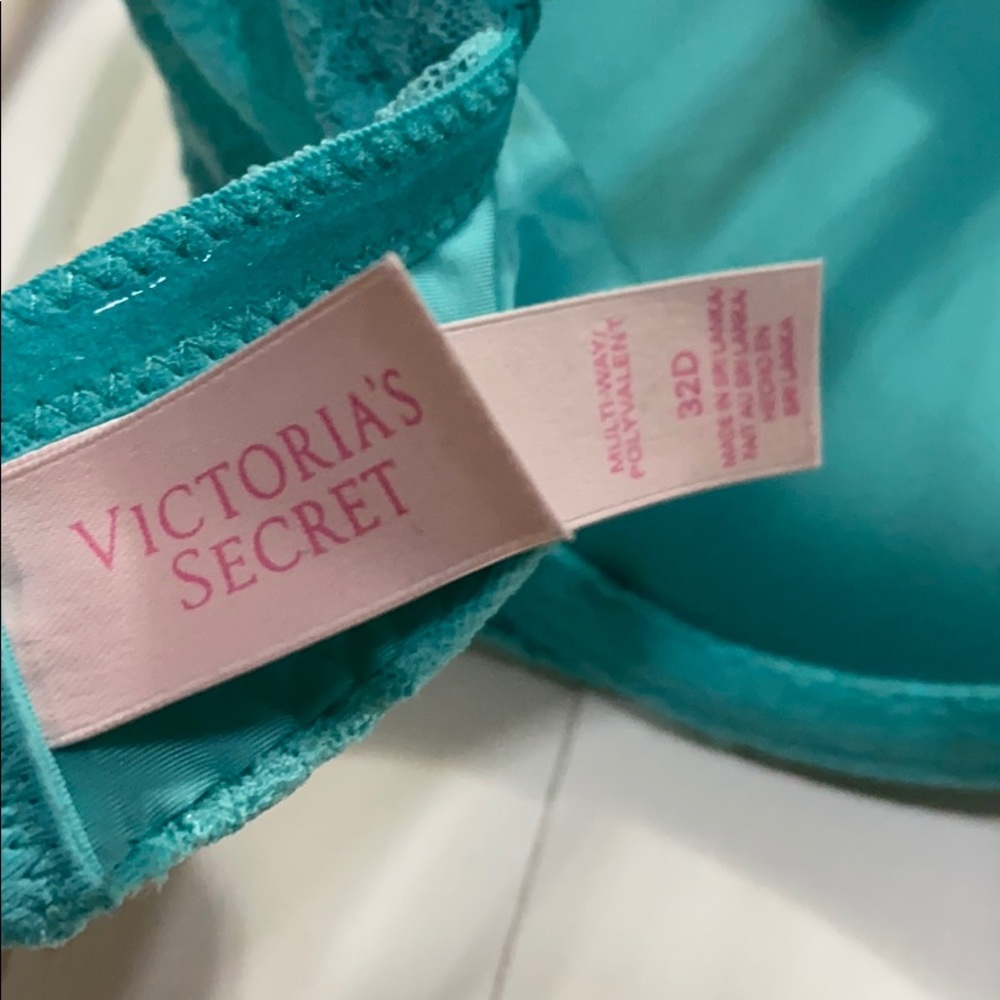 VICTORIA'S
SECRET
MULTI-WAY/
POLYVALENT
32D
MADE IN SRI LANKA/
FAIT AU SRI LANKA/
HECHO EN
SRI LANKA